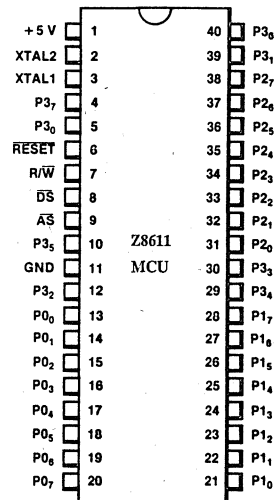 +5 V 1 40 P3₆
XTAL2 2 39 P3₁
XTAL1 3 38 P2₇
P3₇ 4 37 P2₆
P3₀ 5 36 P2₅
R̅E̅S̅E̅T̅ 6 35 P2₄
R/W̅ 7 34 P2₃
D̅S̅ 8 33 P2₂
A̅S̅ 9 32 P2₁
P3₅ 10 Z8611 31 P2₀
GND 11 MCU 30 P3₃
P3₂ 12 29 P3₄
P0₀ 13 28 P1₇
P0₁ 14 27 P1₆
P0₂ 15 26 P1₅
P0₃ 16 25 P1₄
P0₄ 17 24 P1₃
P0₅ 18 23 P1₂
P0₆ 19 22 P1₁
P0₇ 20 21 P1₀